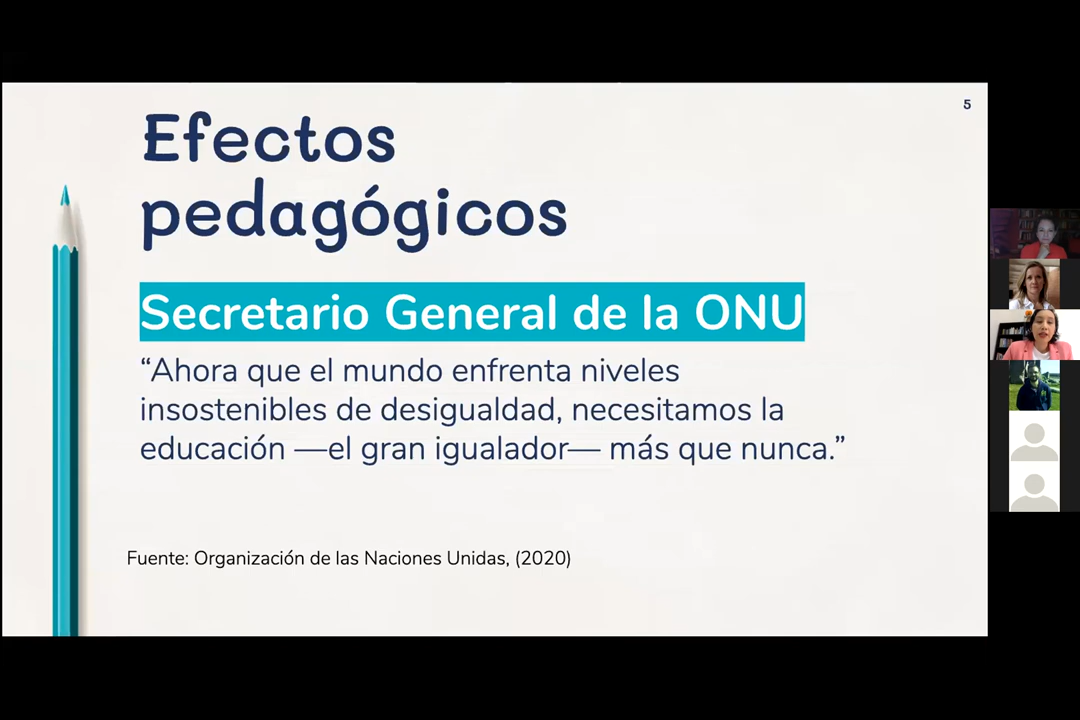 5
Efectos
pedagógicos
Secretario General de la ONU
“Ahora que el mundo enfrenta niveles
insostenibles de desigualdad, necesitamos la
educación —el gran igualador— más que nunca.”
Fuente: Organización de las Naciones Unidas, (2020)